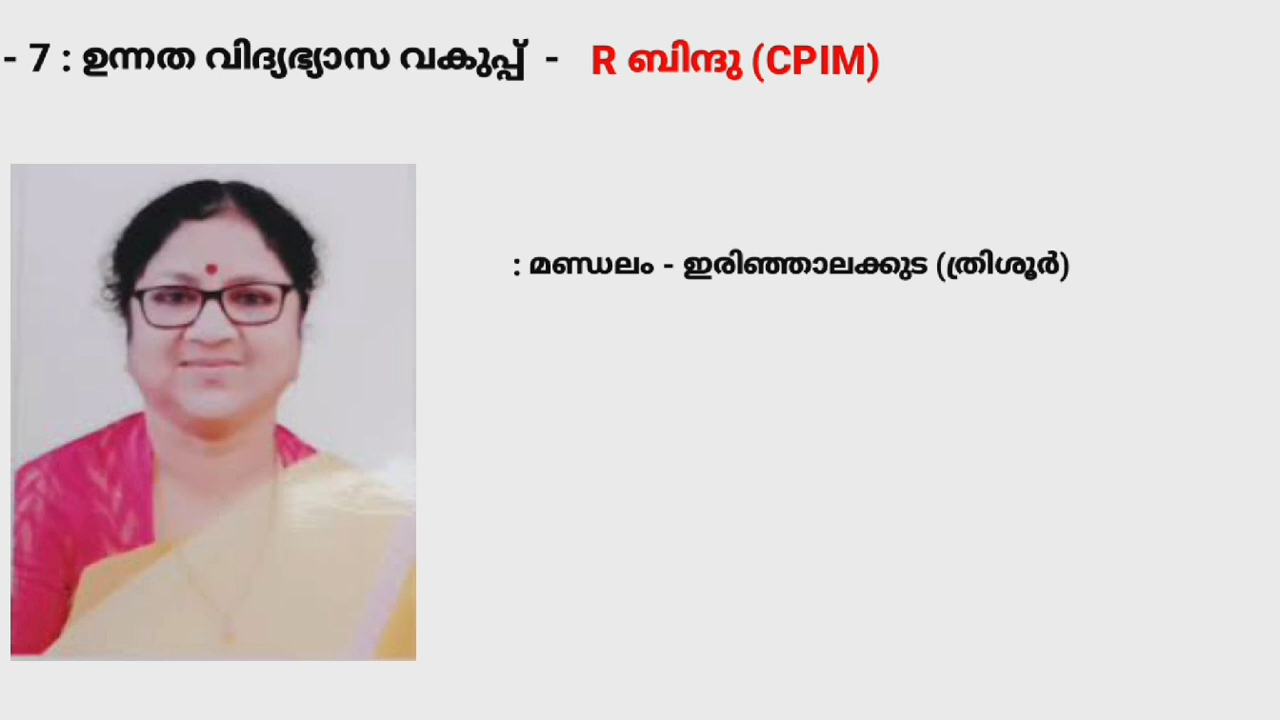 - 7 : ഉന്നത വിദ്യഭ്യാസ വകുപ്പ് - R ബിന്ദു (CPIM)
: മണ്ഡലം - ഇരിഞ്ഞാലക്കുട (ത്രിശൂർ)